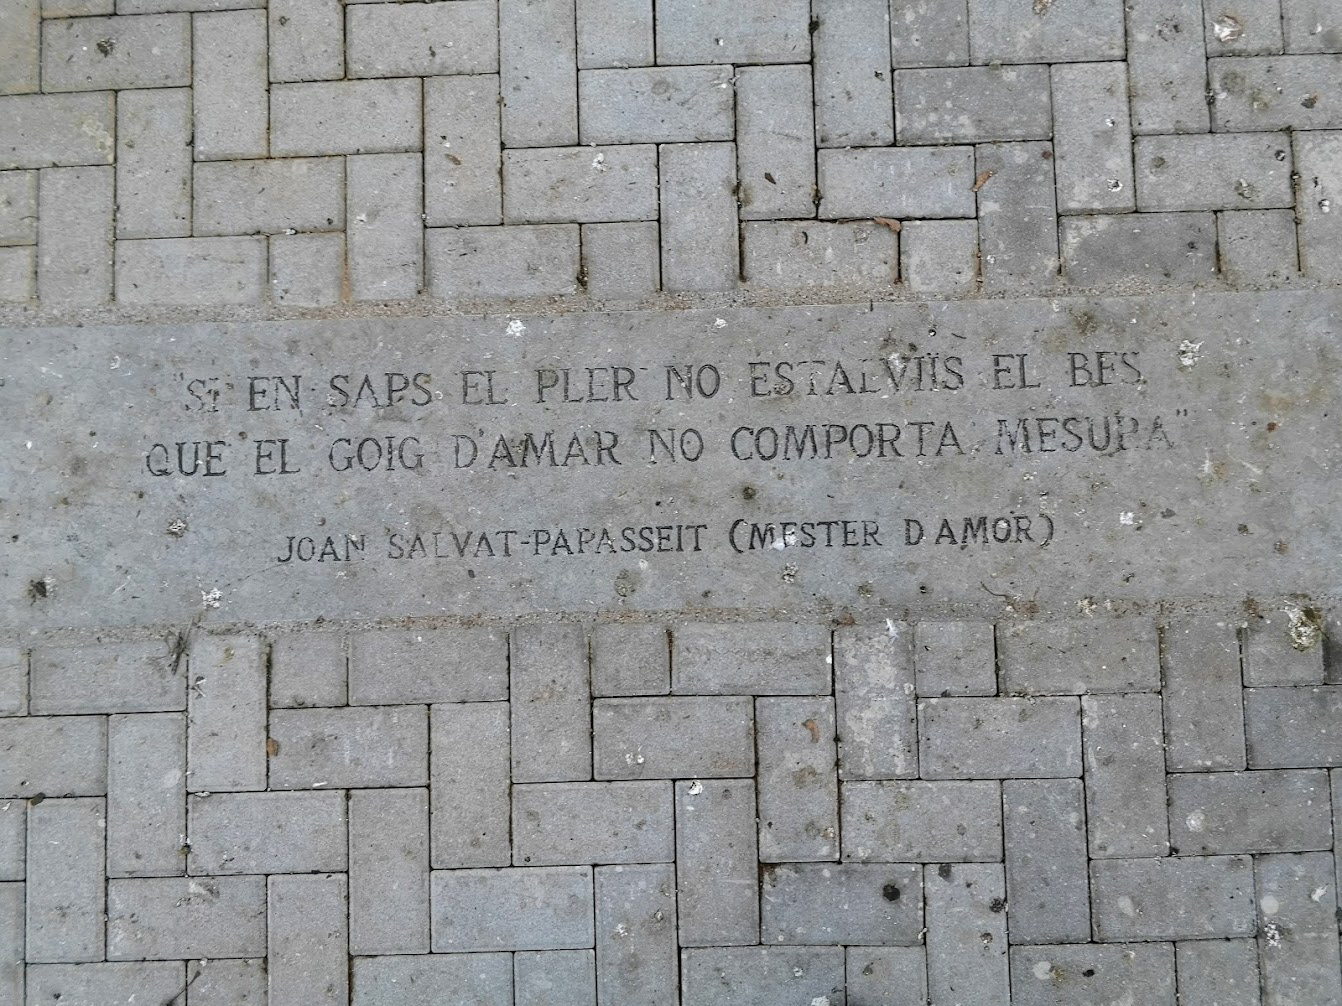 "SI EN SAPS EL PLER NO ESTALVIÏS EL BES
QUE EL GOIG D'AMAR NO COMPORTA MESURA"
JOAN SALVAT-PAPASSEIT (MESTER D'AMOR)